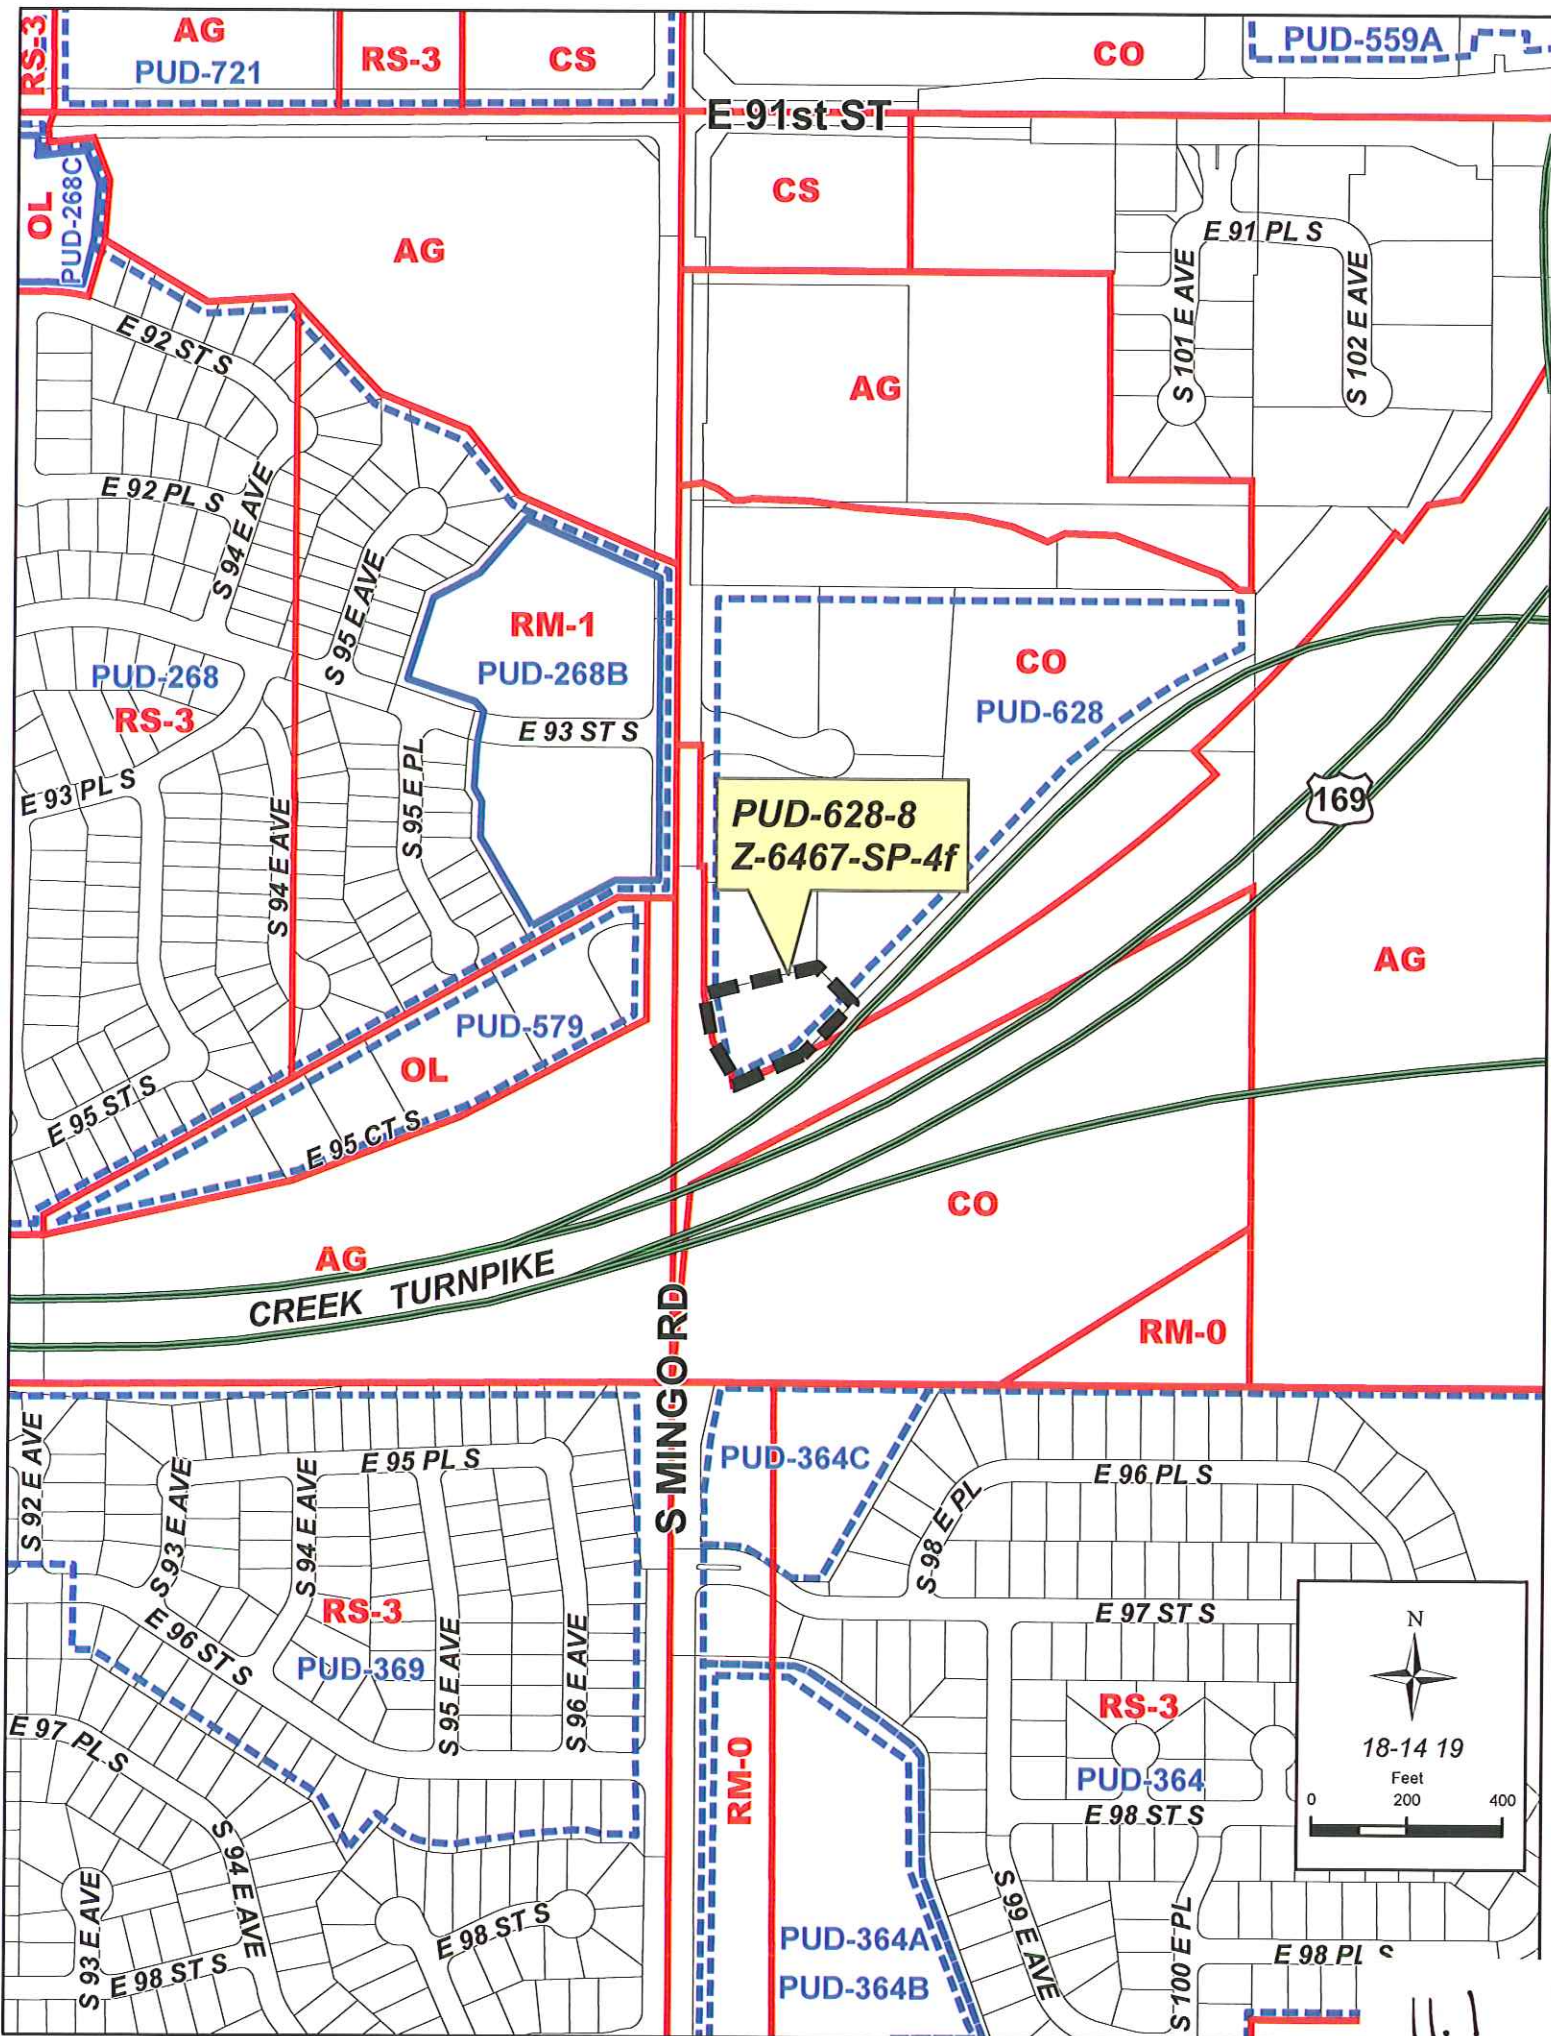 RS-3
AG
PUD-721
RS-3
CS
CO
PUD-559A
E 91st ST
OL
PUD-268C
AG
CS
E 91 PL S
S 101 E AVE
S 102 E AVE
E 92 ST S
AG
E 92 PL S
S 94 E AVE
S 95 E AVE
RM-1
PUD-268B
CO
PUD-628
PUD-268
RS-3
E 93 ST S
E 93 PL S
S 94 E AVE
S 95 E PL
169
PUD-628-8
Z-6467-SP-4f
AG
PUD-579
OL
E 95 ST S
E 95 CT S
CO
AG
CREEK TURNPIKE
S MINGO RD
RM-0
S 92 E AVE
S 93 E AVE
S 94 E AVE
E 95 PL S
PUD-364C
S 98 E PL
E 96 PL S
RS-3
E 96 ST S
PUD-369
S 95 E AVE
S 96 E AVE
E 97 ST S
N
18-14 19
Feet
0 200 400
RS-3
PUD-364
E 98 ST S
E 97 PL S
RM-0
S 94 E AVE
S 93 E AVE
E 98 ST S
E 98 ST S
PUD-364A
PUD-364B
S 99 E AVE
S 100 E PL
E 98 PL S